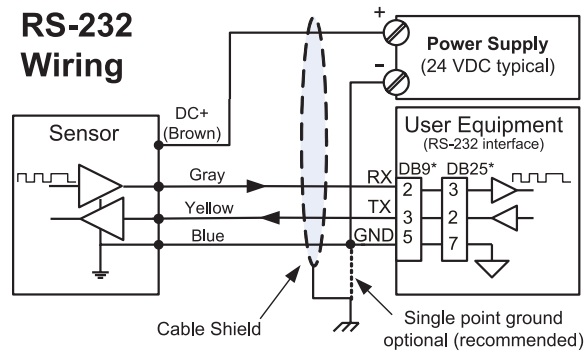 RS-232
Wiring
+
Power Supply
(24 VDC typical)
-
DC+
(Brown)
Sensor
User Equipment
(RS-232 interface)
DB9* DB25*
Gray
RX
2
3
Yellow
TX
3
2
Blue
GND
5
7
Cable Shield
Single point ground
optional (recommended)